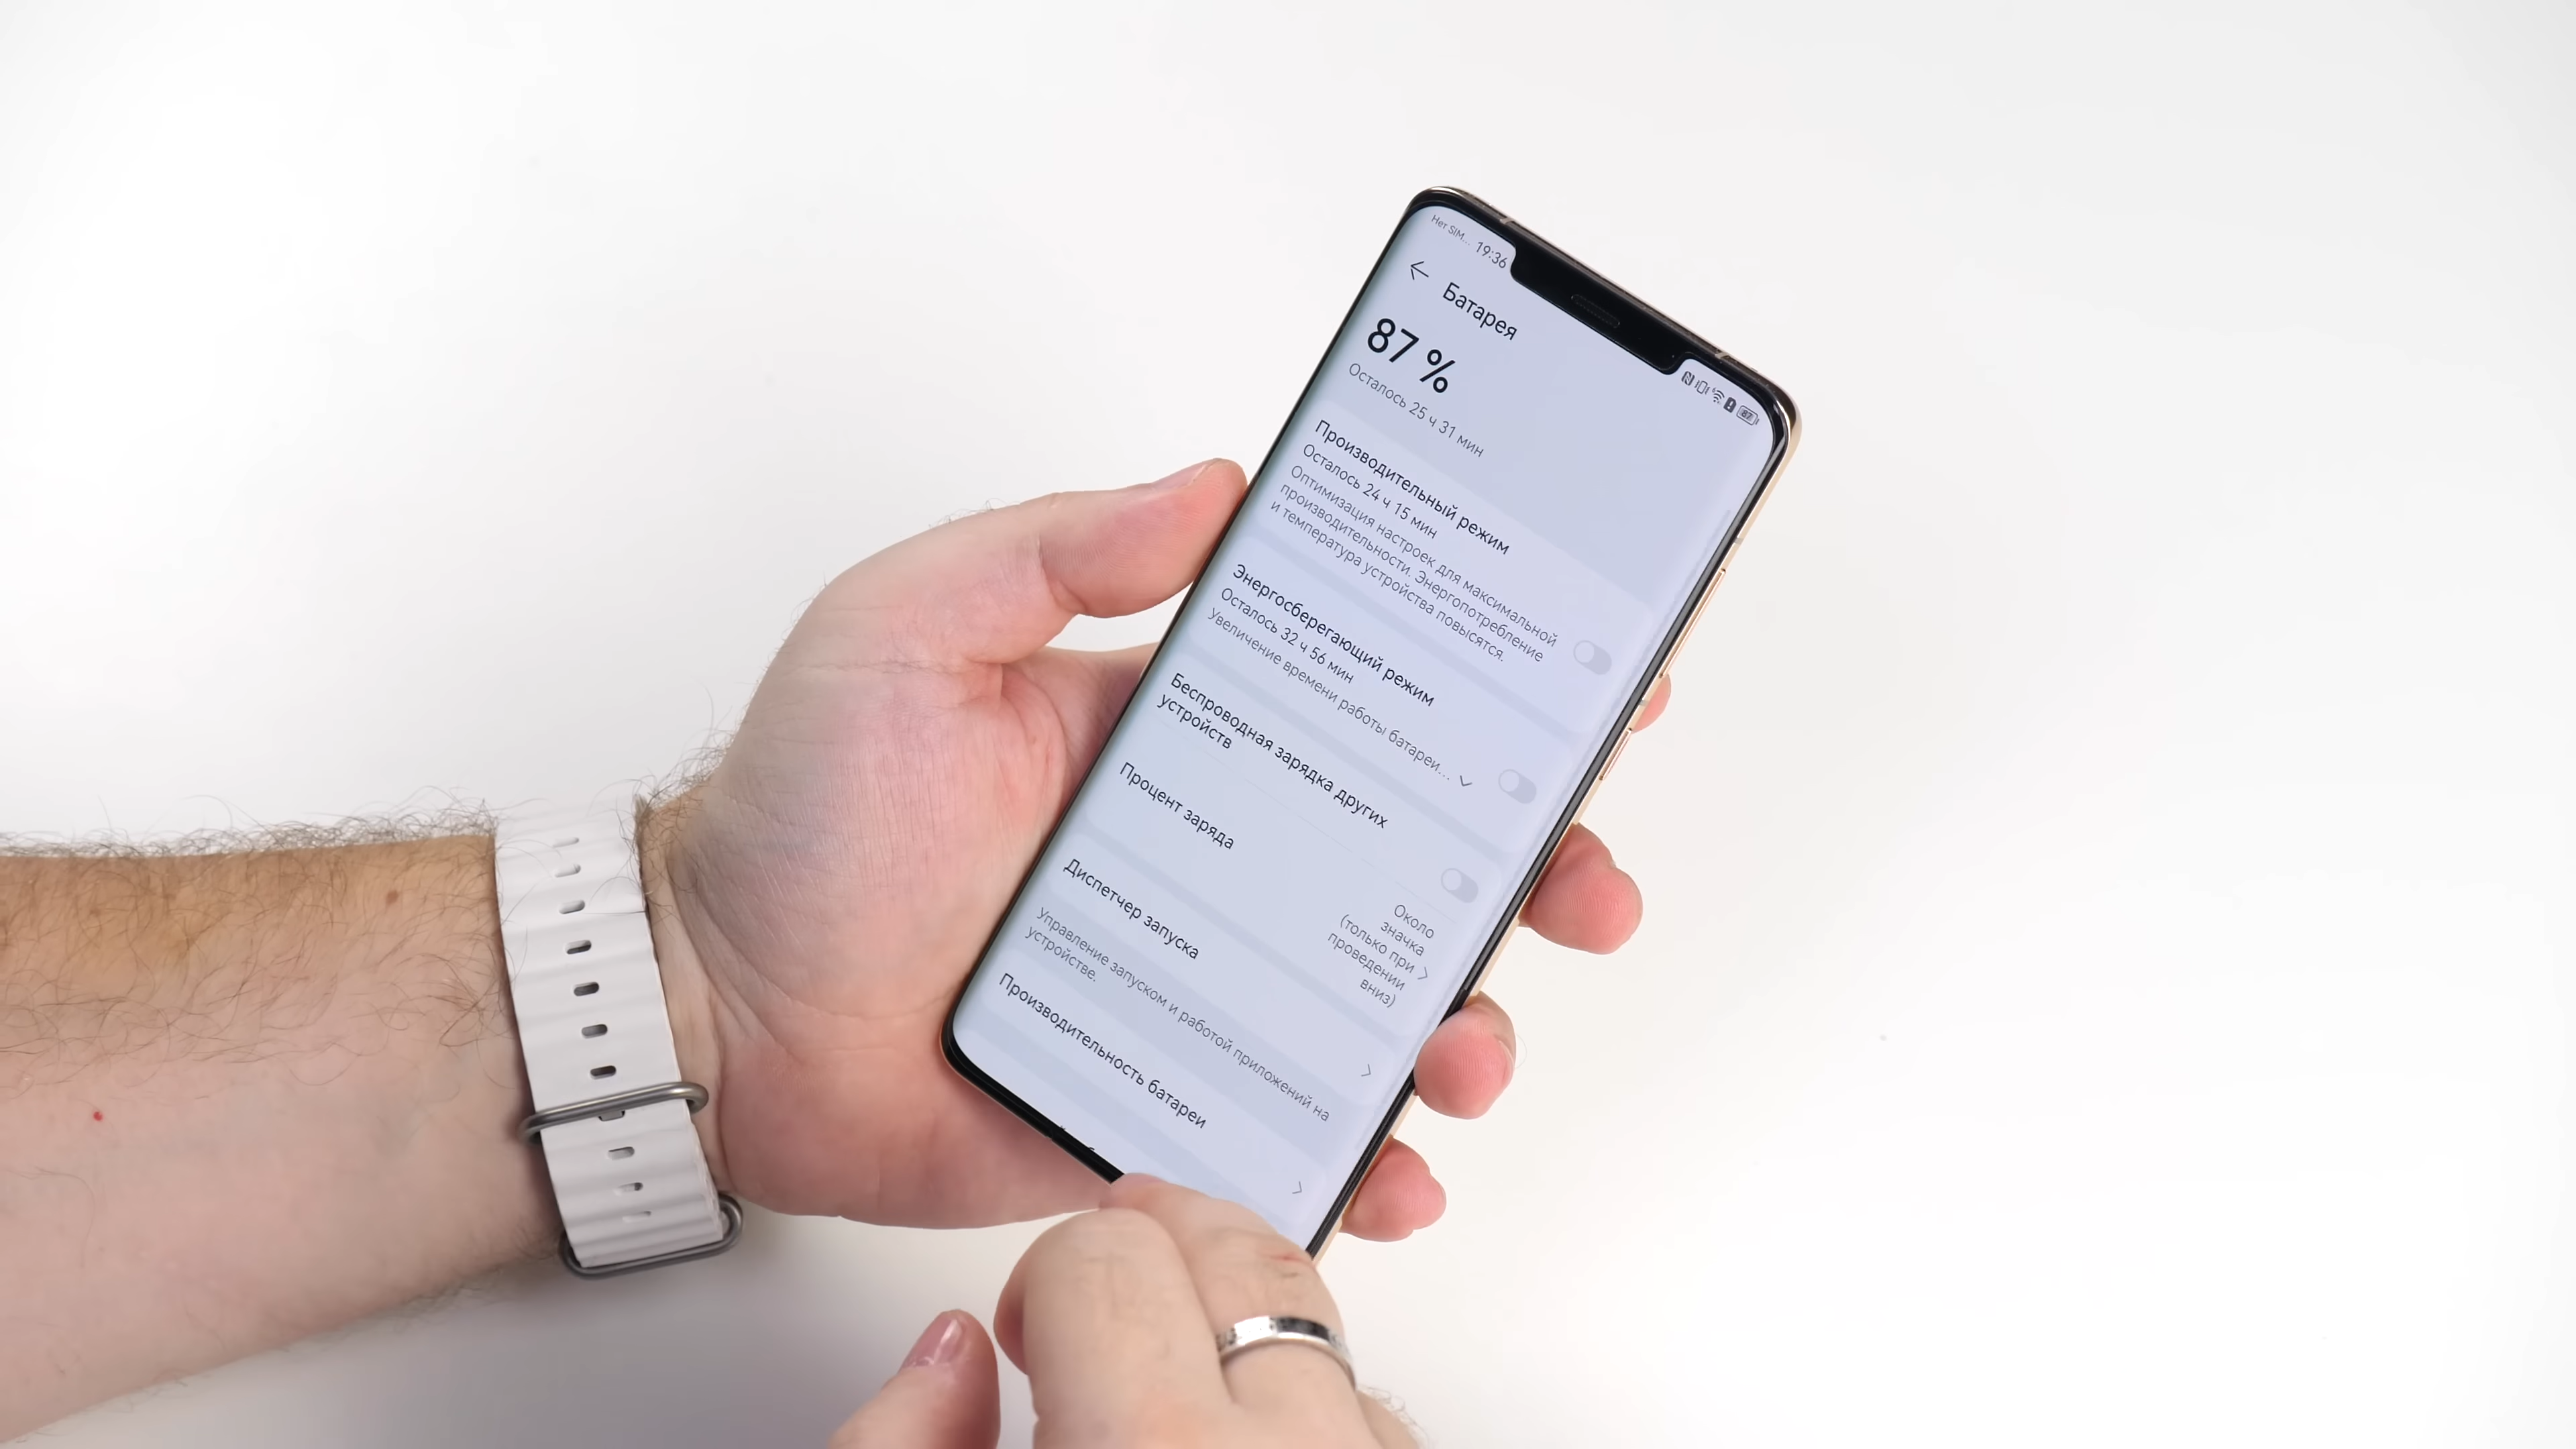 Нет SIM... 19:36
87
Батарея
87 %
Осталось 25 ч 31 мин
Производительный режим
Осталось 24 ч 15 мин
Оптимизация настроек для максимальной
производительности. Энергопотребление
и температура устройства повысятся.
Энергосберегающий режим
Осталось 32 ч 56 мин
Увеличение времени работы батареи...
Беспроводная зарядка других
устройств
Процент заряда
Около
значка
(только при
проведении
вниз)
Диспетчер запуска
Управление запуском и работой приложений на
устройстве.
Производительность батареи